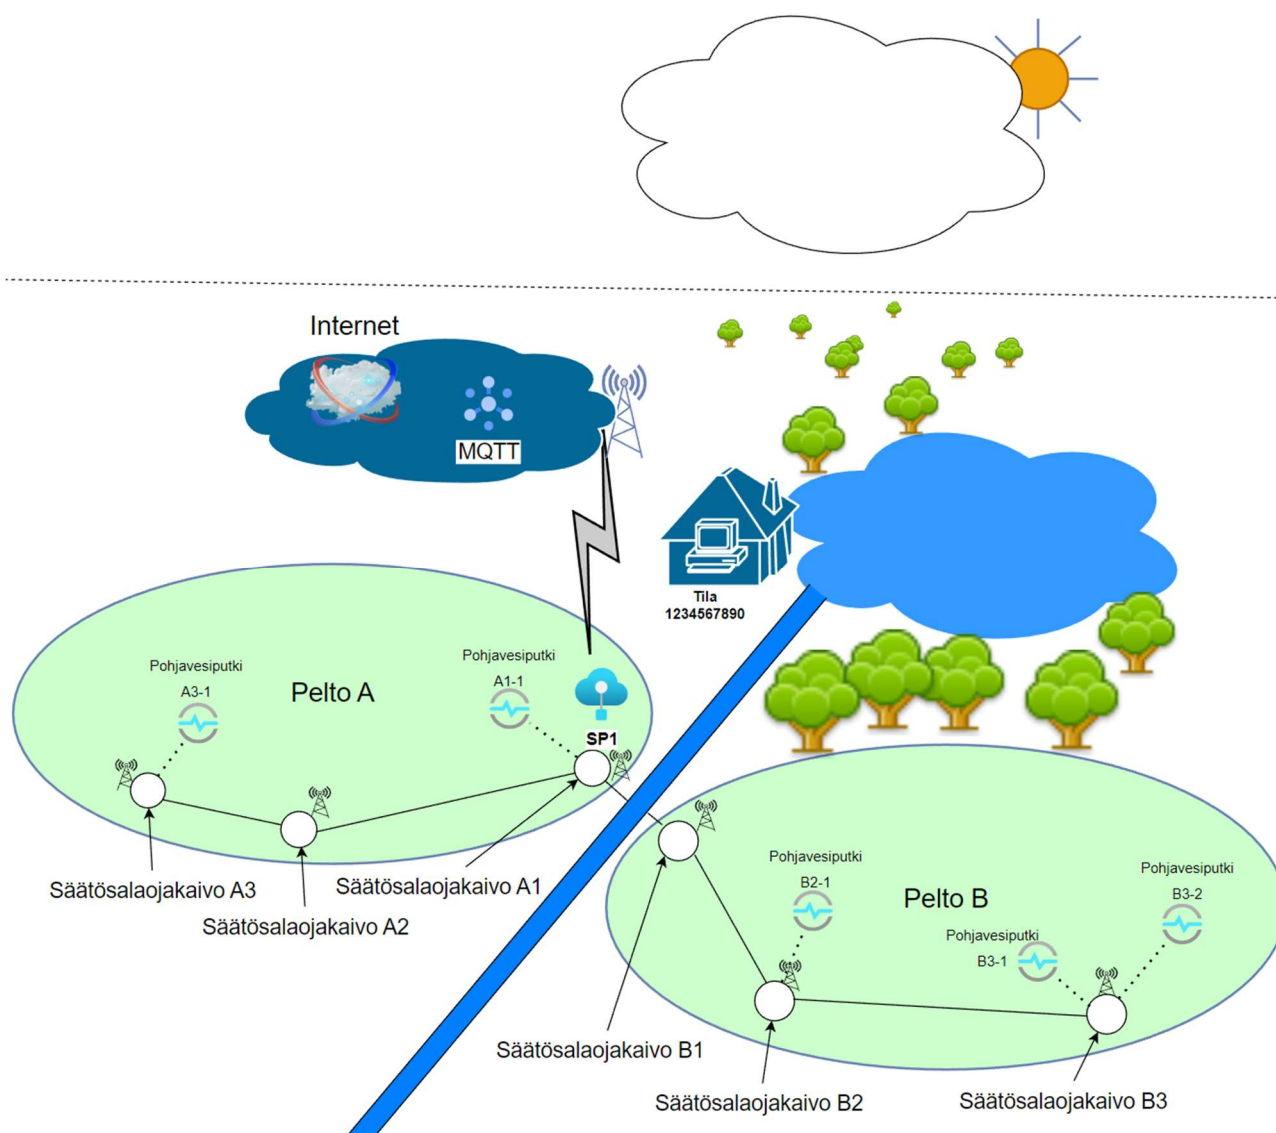 Internet
MQTT
Tila
1234567890
Pohjavesiputki
A3-1
Pelto A
Pohjavesiputki
A1-1
SP1
Säätösalaojakaivo A3
Säätösalaojakaivo A2
Säätösalaojakaivo A1
Pohjavesiputki
B2-1
Pelto B
Pohjavesiputki
B3-2
Pohjavesiputki
B3-1
Säätösalaojakaivo B1
Säätösalaojakaivo B2
Säätösalaojakaivo B3